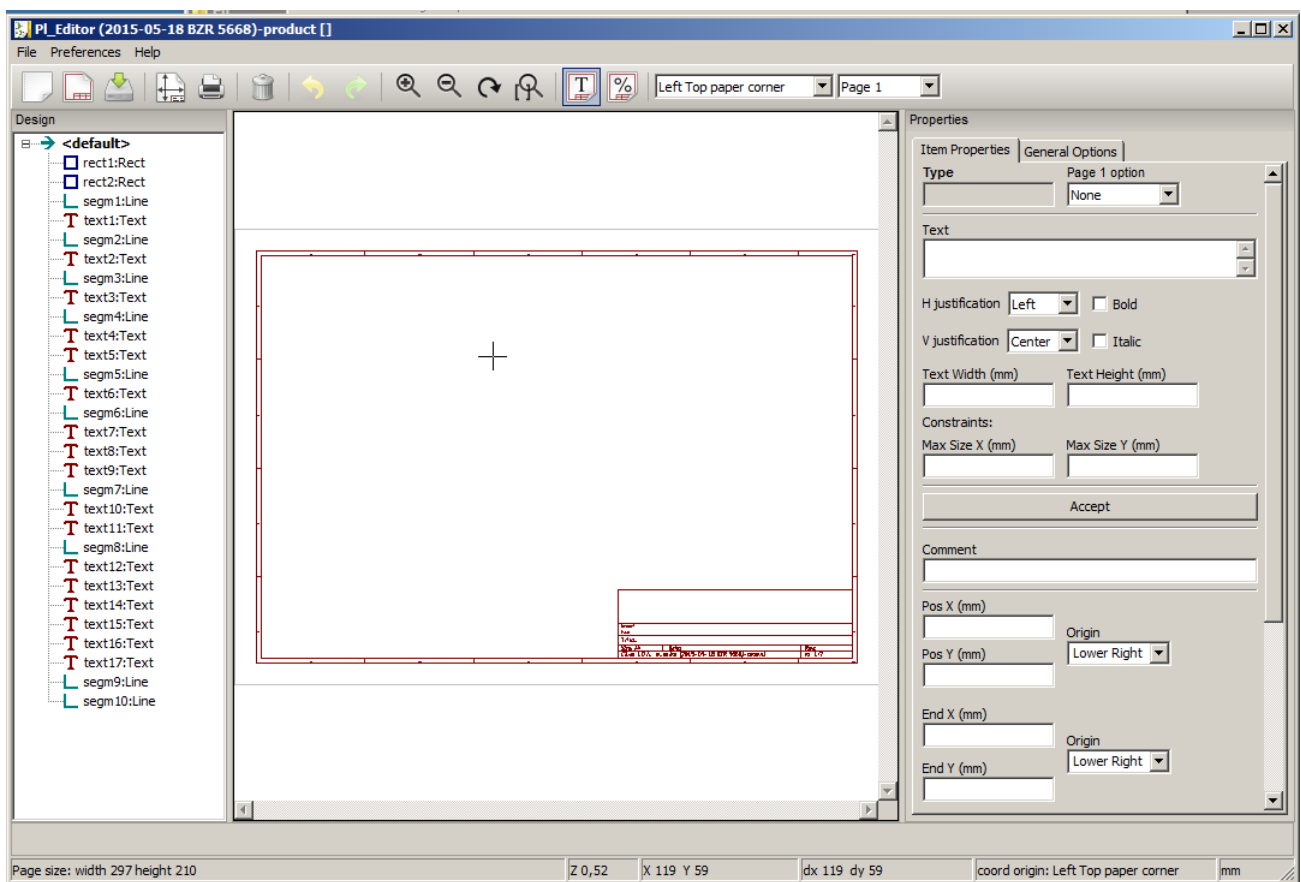 Pl_Editor (2015-05-18 BZR 5668)-product []
File Preferences Help
T % Left Top paper corner Page 1
Design
<default>
rect1:Rect
rect2:Rect
segm1:Line
T text1:Text
segm2:Line
T text2:Text
segm3:Line
T text3:Text
segm4:Line
T text4:Text
T text5:Text
segm5:Line
T text6:Text
segm6:Line
T text7:Text
T text8:Text
T text9:Text
segm7:Line
T text10:Text
T text11:Text
segm8:Line
T text12:Text
T text13:Text
T text14:Text
T text15:Text
T text16:Text
T text17:Text
segm9:Line
segm10:Line
Properties
Item Properties General Options
Type Page 1 option
None
Text
H justification Left Bold
V justification Center Italic
Text Width (mm) Text Height (mm)
Constraints:
Max Size X (mm) Max Size Y (mm)
Accept
Comment
Pos X (mm)
Origin
Pos Y (mm) Lower Right
End X (mm)
Origin
End Y (mm) Lower Right
Page size: width 297 height 210 Z 0,52 X 119 Y 59 dx 119 dy 59 coord origin: Left Top paper corner mm